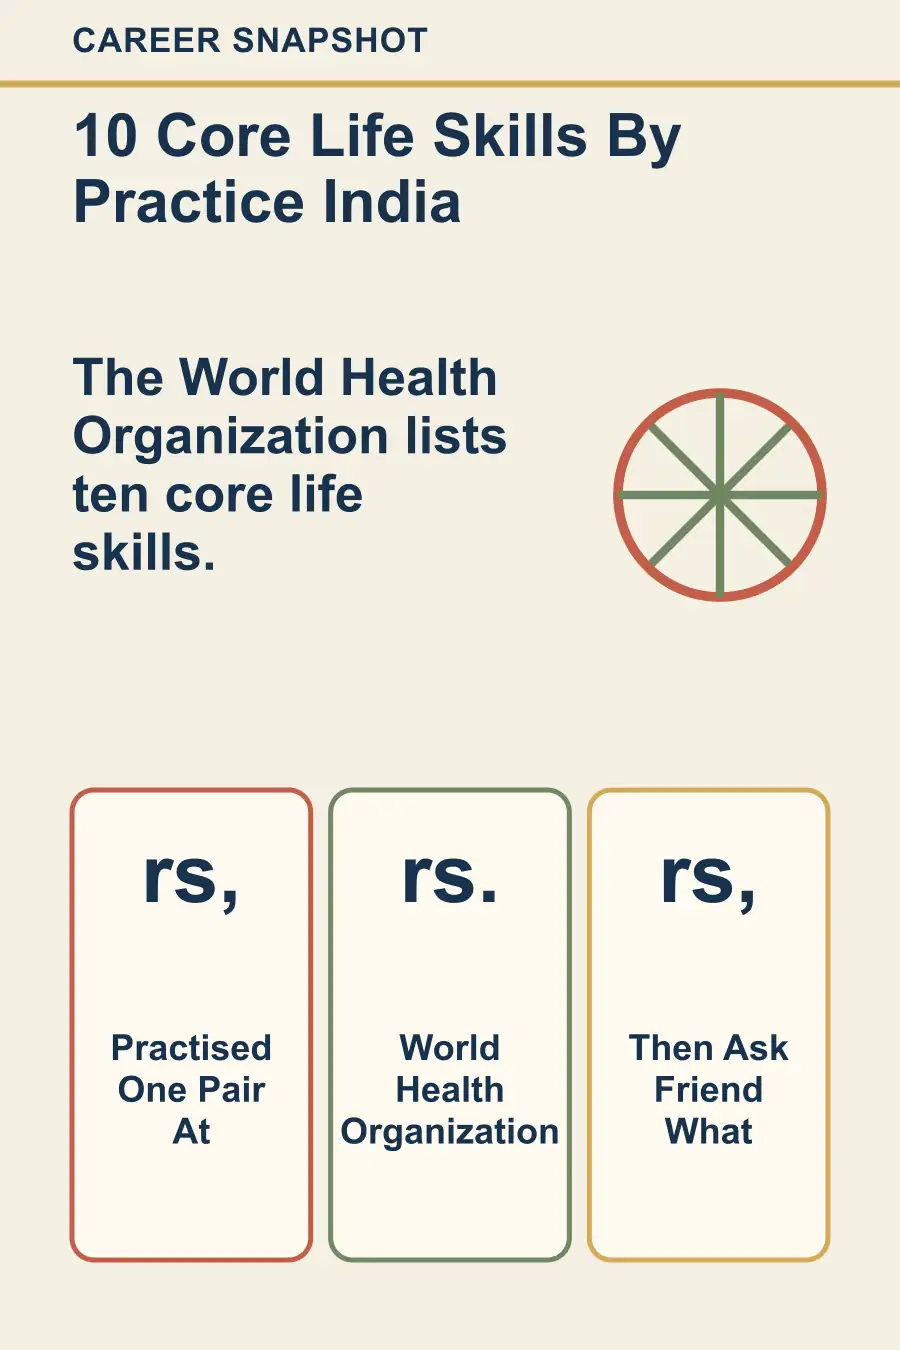 CAREER SNAPSHOT
10 Core Life Skills By
Practice India
The World Health
Organization lists
ten core life
skills.
rs,
Practised
One Pair
At
rs.
World
Health
Organization
rs,
Then Ask
Friend
What